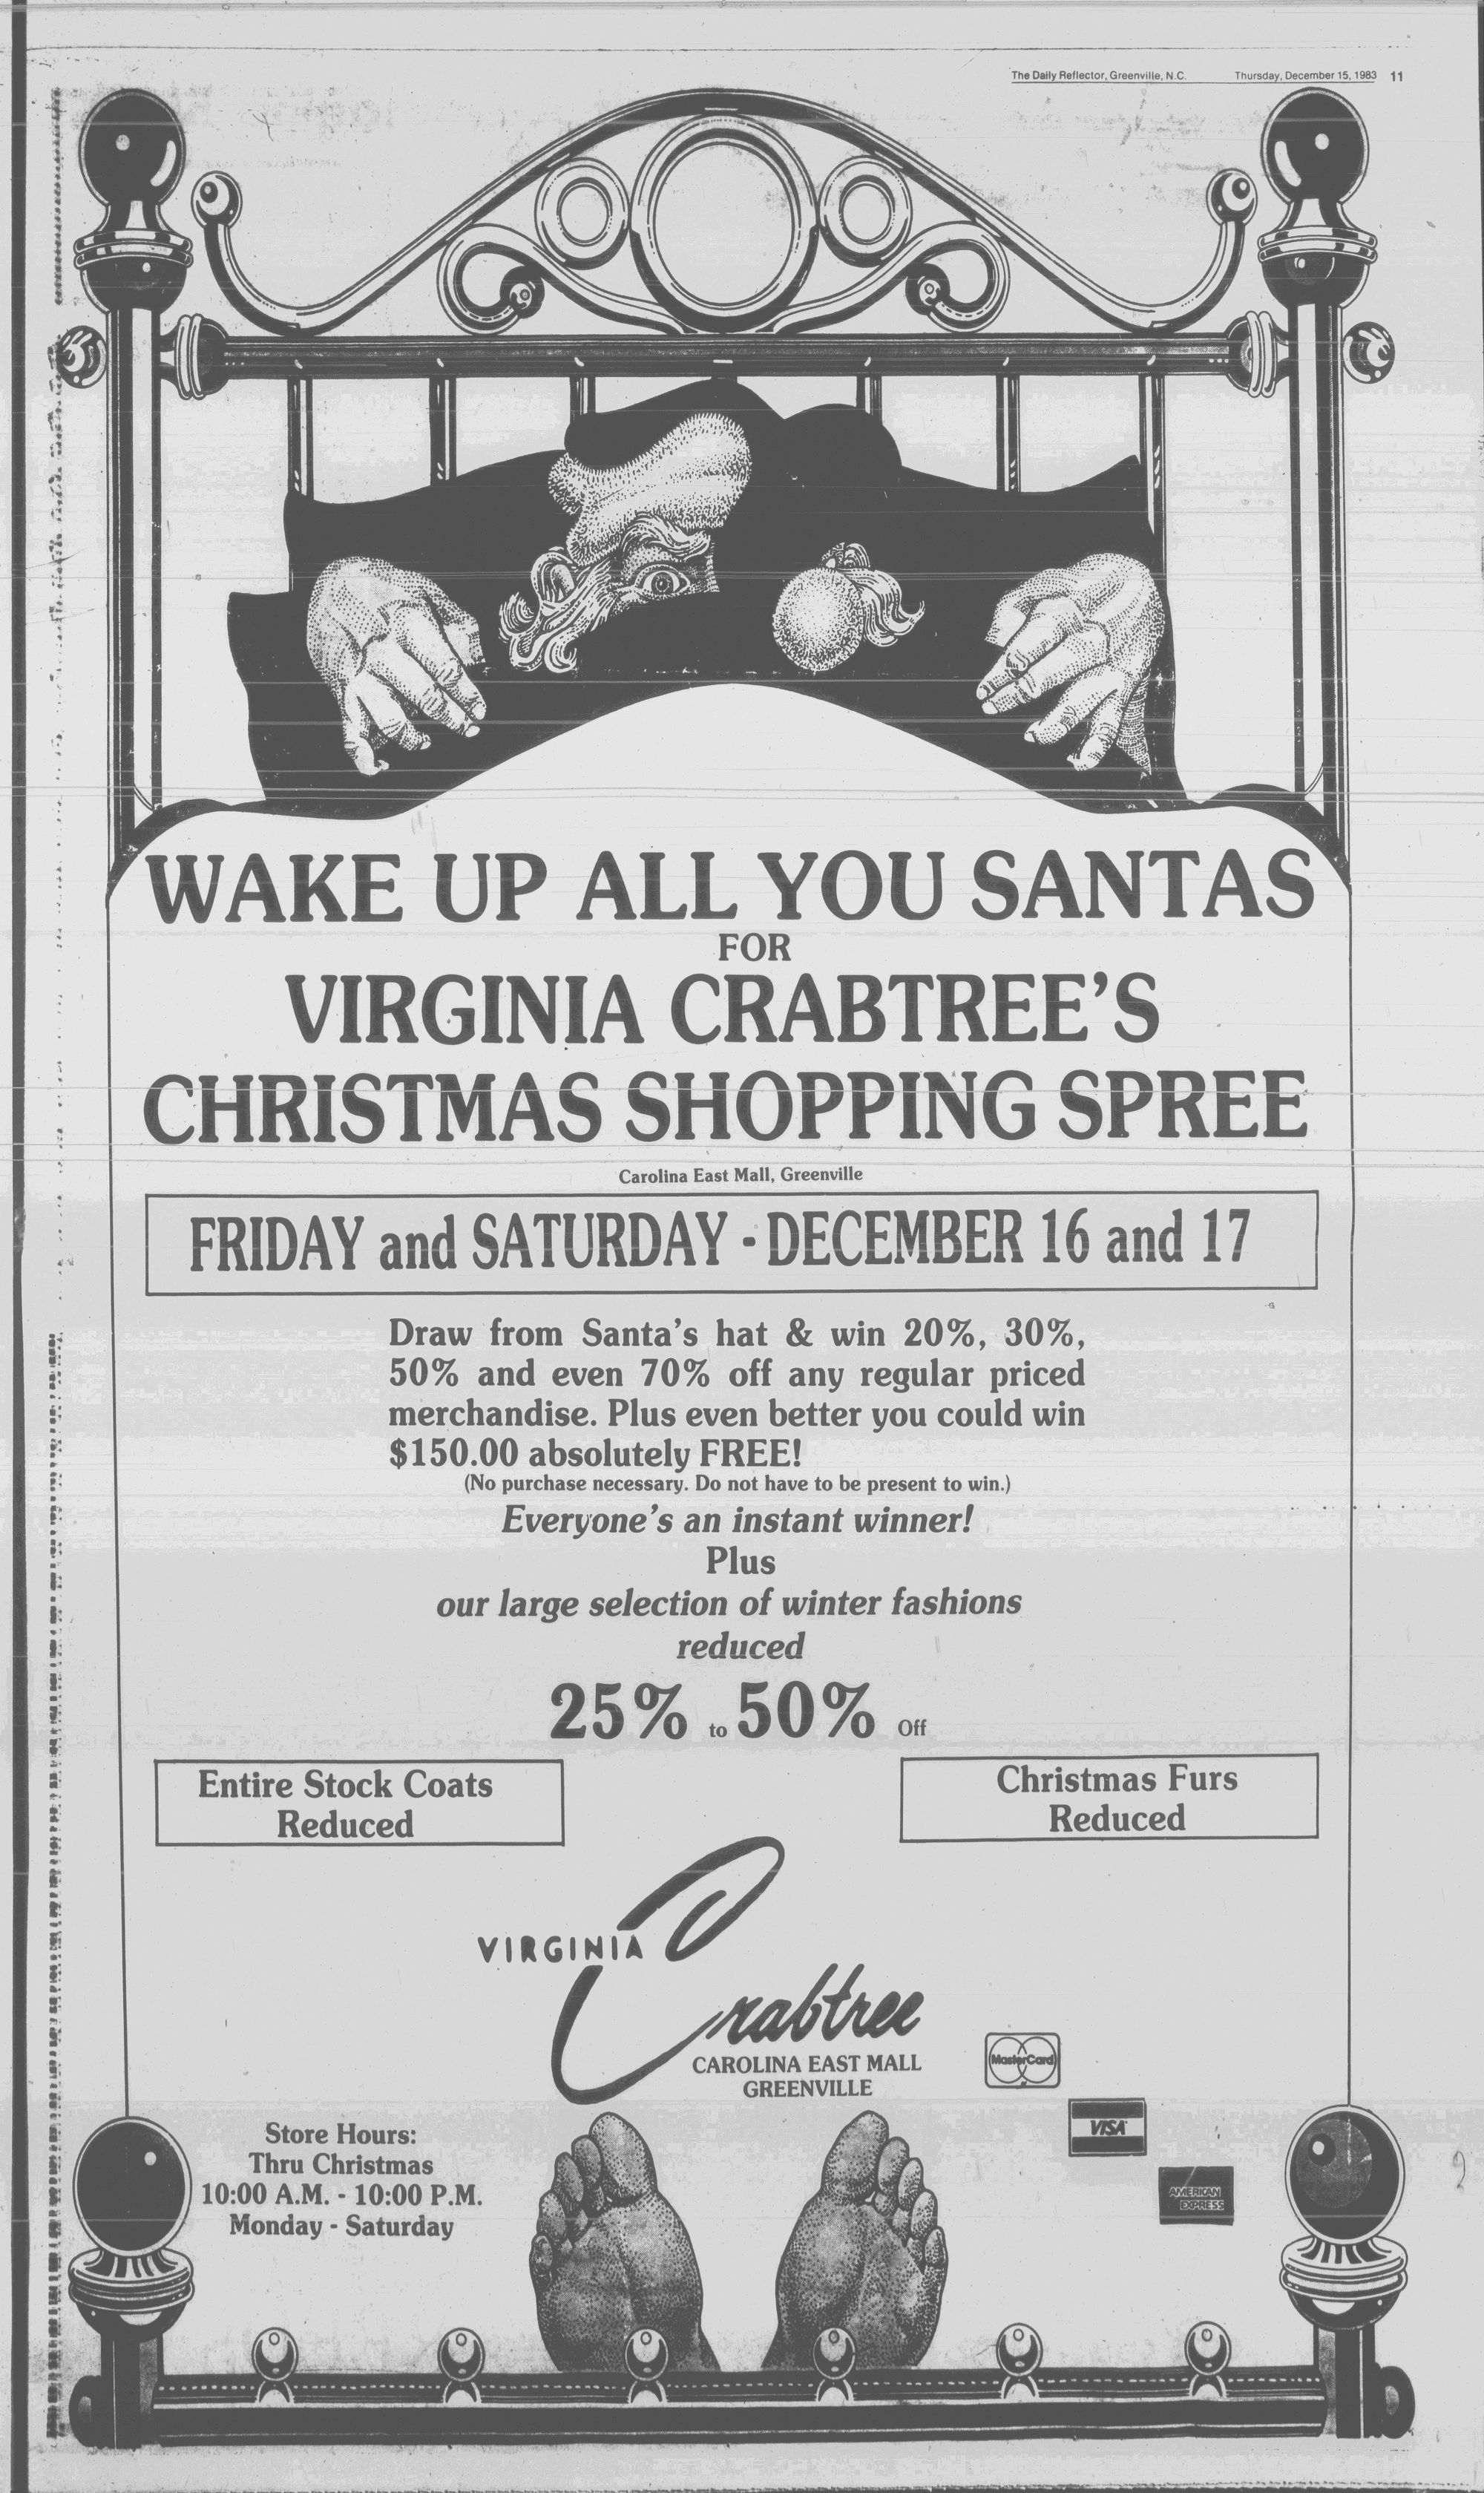 The Daily Reflector, Greenville, N.C. Thursday, December 15, 1983 11
WAKE UP ALL YOU SANTAS
FOR
VIRGINIA CRABTREE'S
CHRISTMAS SHOPPING SPREE
Carolina East Mall, Greenville
FRIDAY and SATURDAY - DECEMBER 16 and 17
Draw from Santa's hat & win 20%, 30%,
50% and even 70% off any regular priced
merchandise. Plus even better you could win
$150.00 absolutely FREE!
(No purchase necessary. Do not have to be present to win.)
Everyone's an instant winner!
Plus
our large selection of winter fashions
reduced
25% to 50% Off
Entire Stock Coats
Reduced
Christmas Furs
Reduced
VIRGINIA
Crabtree
CAROLINA EAST MALL
GREENVILLE
MasterCard
VISA
AMERICAN
EXPRESS
Store Hours:
Thru Christmas
10:00 A.M. - 10:00 P.M.
Monday - Saturday